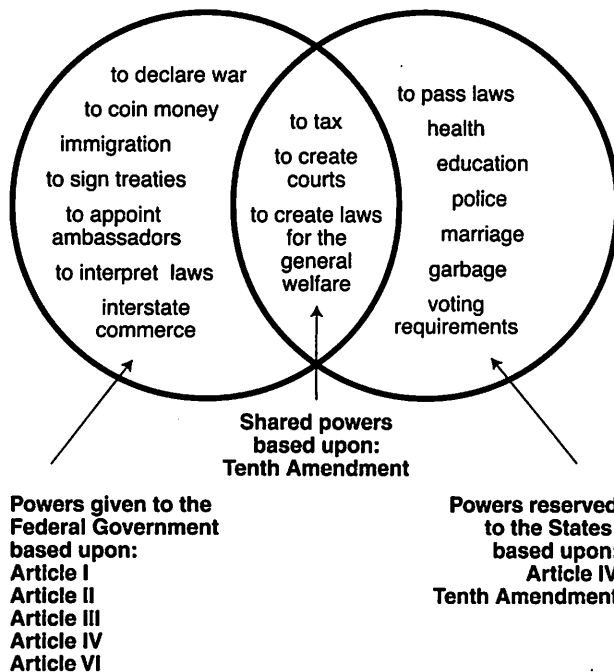 to declare war
to coin money
immigration
to sign treaties
to appoint
ambassadors
to interpret laws
interstate
commerce
to tax
to create
courts
to create laws
for the
general
welfare
to pass laws
health
education
police
marriage
garbage
voting
requirements
Shared powers
based upon:
Tenth Amendment
Powers given to the
Federal Government
based upon:
Article I
Article II
Article III
Article IV
Article VI
Powers reserved
to the States
based upon:
Article IV
Tenth Amendment